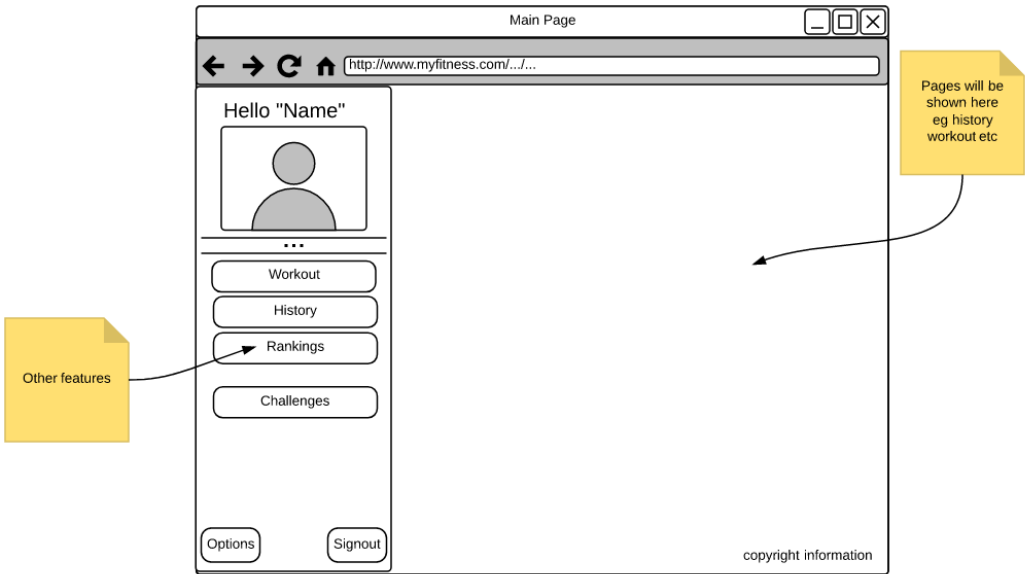 Main Page
http://www.myfitness.com/.../...
Pages will be
shown here
eg history
workout etc
Hello "Name"
...
Workout
History
Rankings
Other features
Challenges
Options
Signout
copyright information